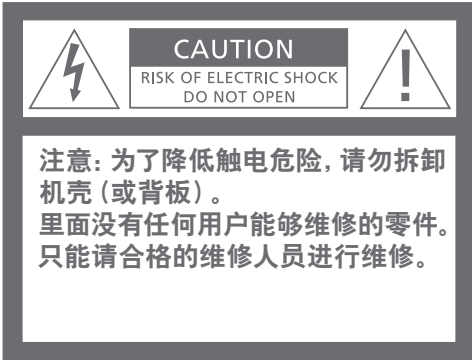 CAUTION
RISK OF ELECTRIC SHOCK
DO NOT OPEN
注意: 为了降低触电危险, 请勿拆卸
机壳 (或背板) 。
里面没有任何用户能够维修的零件。
只能请合格的维修人员进行维修。